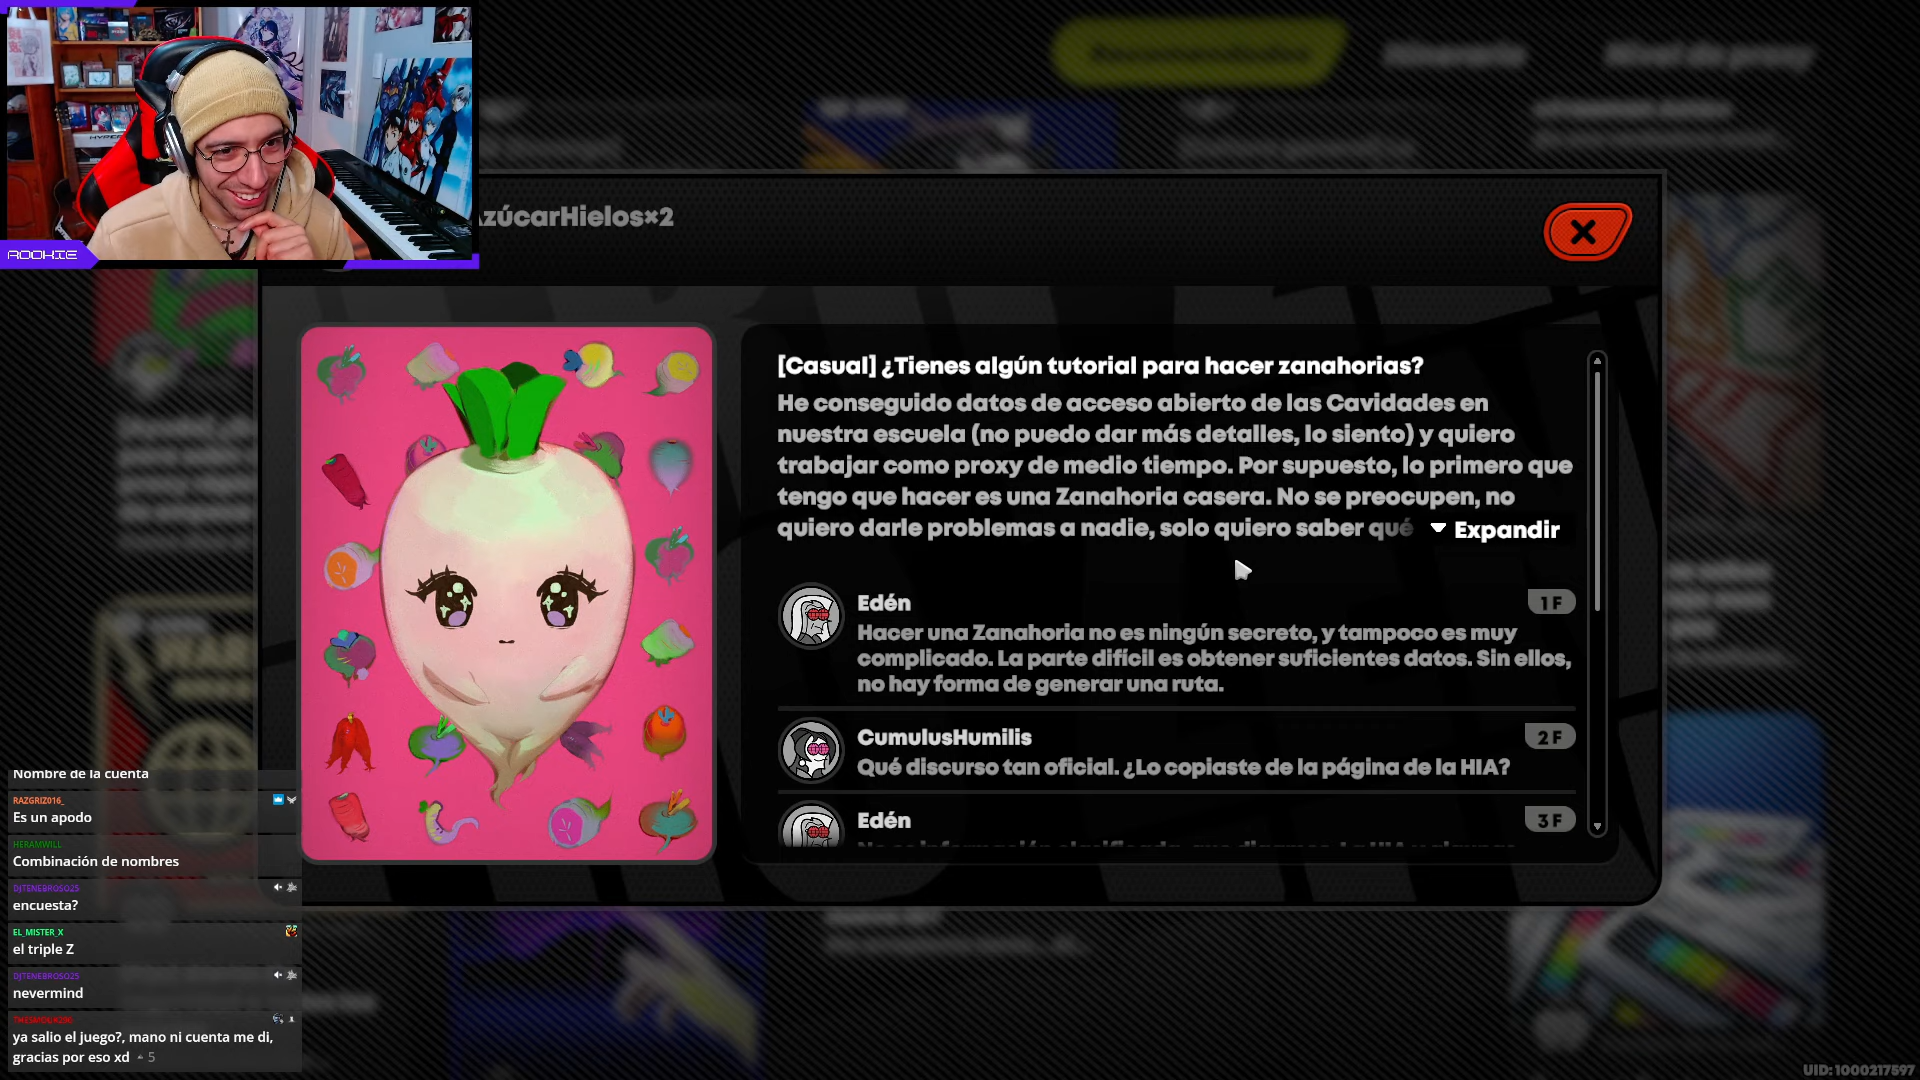 ROOKIE
zúcarHielos×2
[Casual] ¿Tienes algún tutorial para hacer zanahorias?
He conseguido datos de acceso abierto de las Cavidades en
nuestra escuela (no puedo dar más detalles, lo siento) y quiero
trabajar como proxy de medio tiempo. Por supuesto, lo primero que
tengo que hacer es una Zanahoria casera. No se preocupen, no
quiero darle problemas a nadie, solo quiero saber qué
Expandir
Edén
1 F
Hacer una Zanahoria no es ningún secreto, y tampoco es muy
complicado. La parte difícil es obtener suficientes datos. Sin ellos,
no hay forma de generar una ruta.
CumulusHumilis
2 F
Qué discurso tan oficial. ¿Lo copiaste de la página de la HIA?
Edén
3 F
Nombre de la cuenta
RAZGRIZ016_
Es un apodo
HERAMWILL
Combinación de nombres
DJTENEBROSO25
encuesta?
EL_MISTER_X
el triple Z
DJTENEBROSO25
nevermind
ya salio el juego?, mano ni cuenta me di,
gracias por eso xd
5
Nivel de proxy
UID: 1000217597